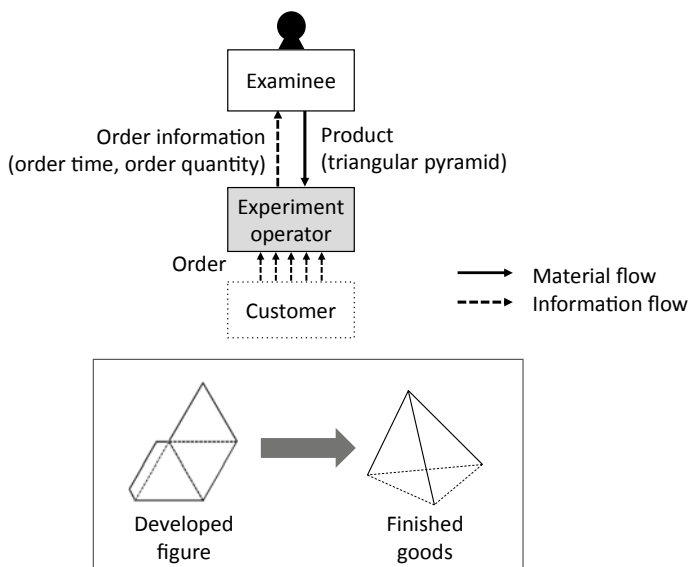 Examinee
Order information
(order time, order quantity)
Product
(triangular pyramid)
Experiment
operator
Order
Customer
Material flow
Information flow
Developed
figure
Finished
goods